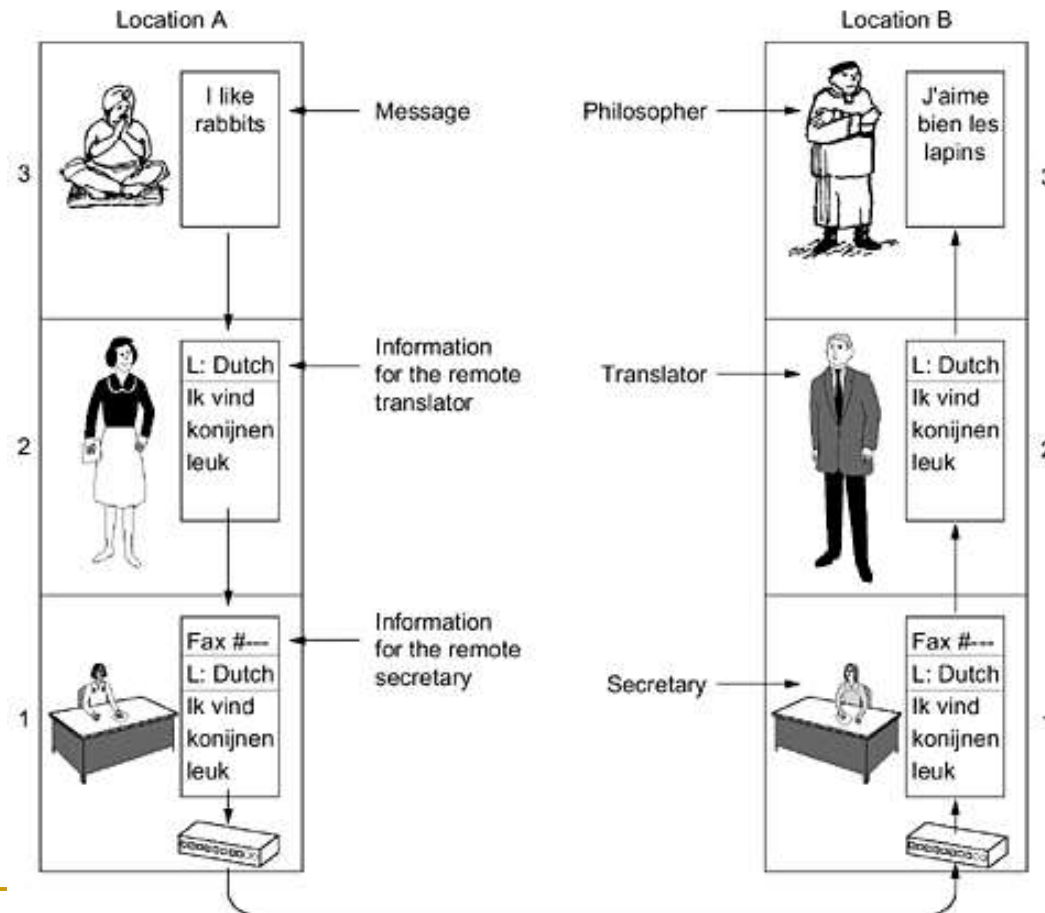 Location A
Location B
3
I like
rabbits
Message
Philosopher
J'aime
bien les
lapins
3
2
L: Dutch
Ik vind
konijnen
leuk
Information
for the remote
translator
Translator
L: Dutch
Ik vind
konijnen
leuk
2
1
Fax #---
L: Dutch
Ik vind
konijnen
leuk
Information
for the remote
secretary
Secretary
Fax #---
L: Dutch
Ik vind
konijnen
leuk